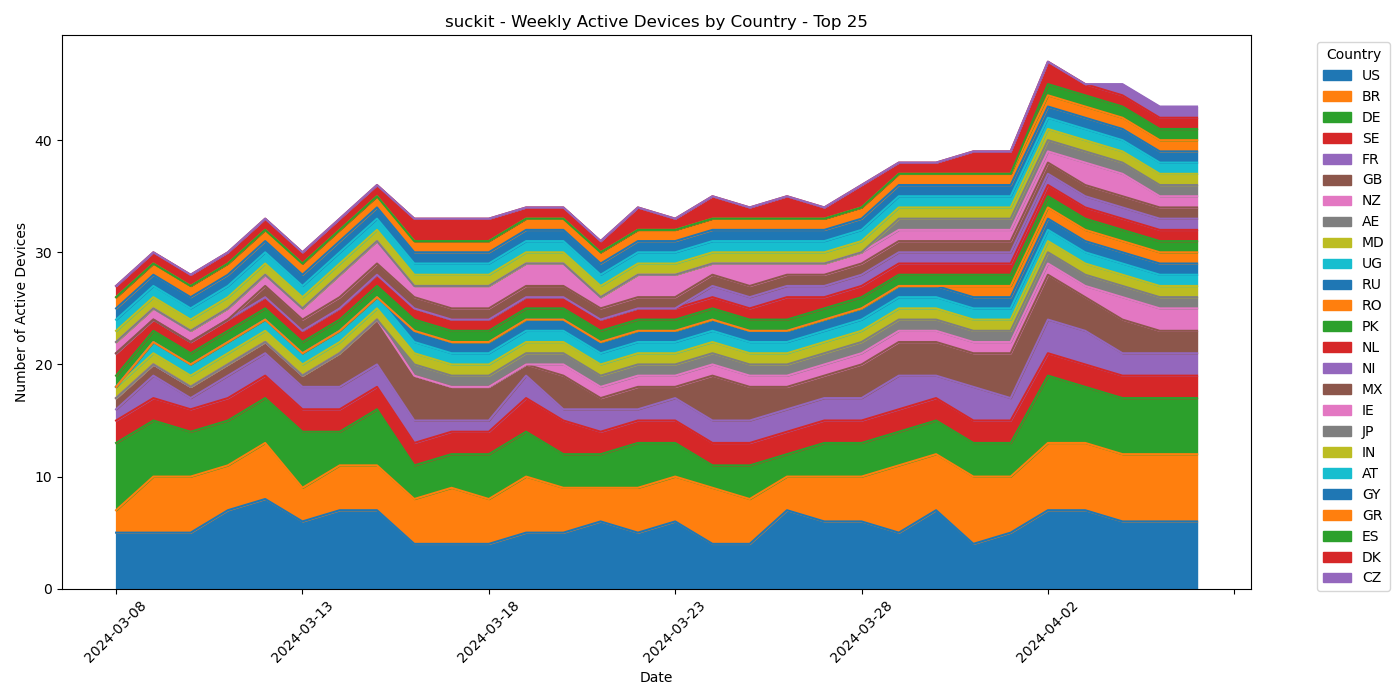 suckit - Weekly Active Devices by Country - Top 25
Number of Active Devices
40
30
20
10
0
2024-03-08
2024-03-13
2024-03-18
2024-03-23
2024-03-28
2024-04-02
Date
Country
US
BR
DE
SE
FR
GB
NZ
AE
MD
UG
RU
RO
PK
NL
NI
MX
IE
JP
IN
AT
GY
GR
ES
DK
CZ